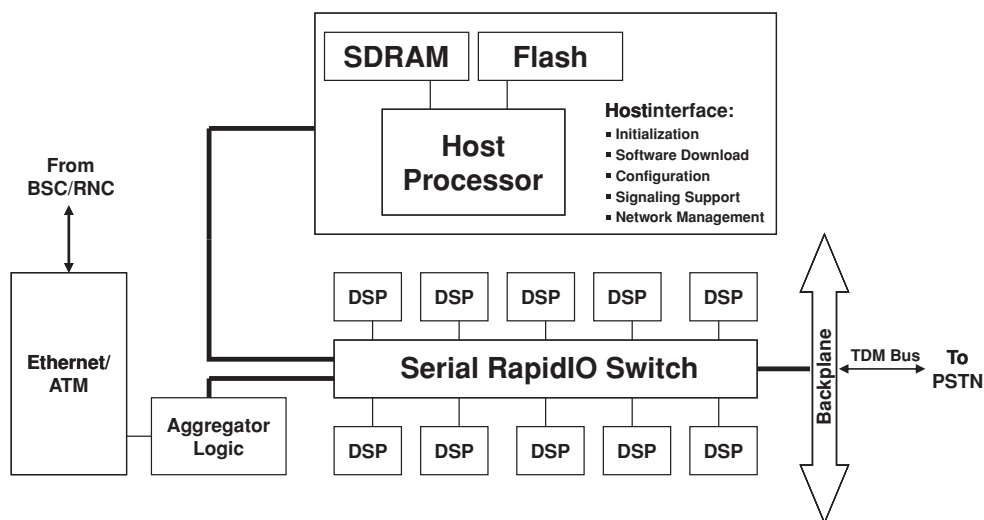 SDRAM
Flash
Host
Processor
Hostinterface:
▪ Initialization
▪ Software Download
▪ Configuration
▪ Signaling Support
▪ Network Management
From
BSC/RNC
Ethernet/
ATM
Aggregator
Logic
DSP
DSP
DSP
DSP
DSP
Serial RapidIO Switch
DSP
DSP
DSP
DSP
DSP
Backplane
TDM Bus
To
PSTN